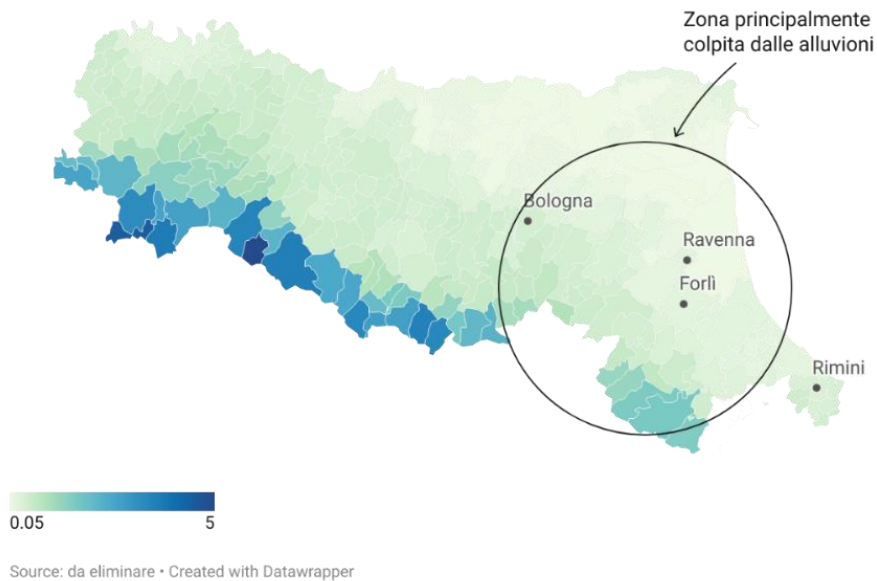 Zona principalmente
colpita dalle alluvioni
Bologna
Ravenna
Forlì
Rimini
0.05
5
Source: da eliminare • Created with Datawrapper